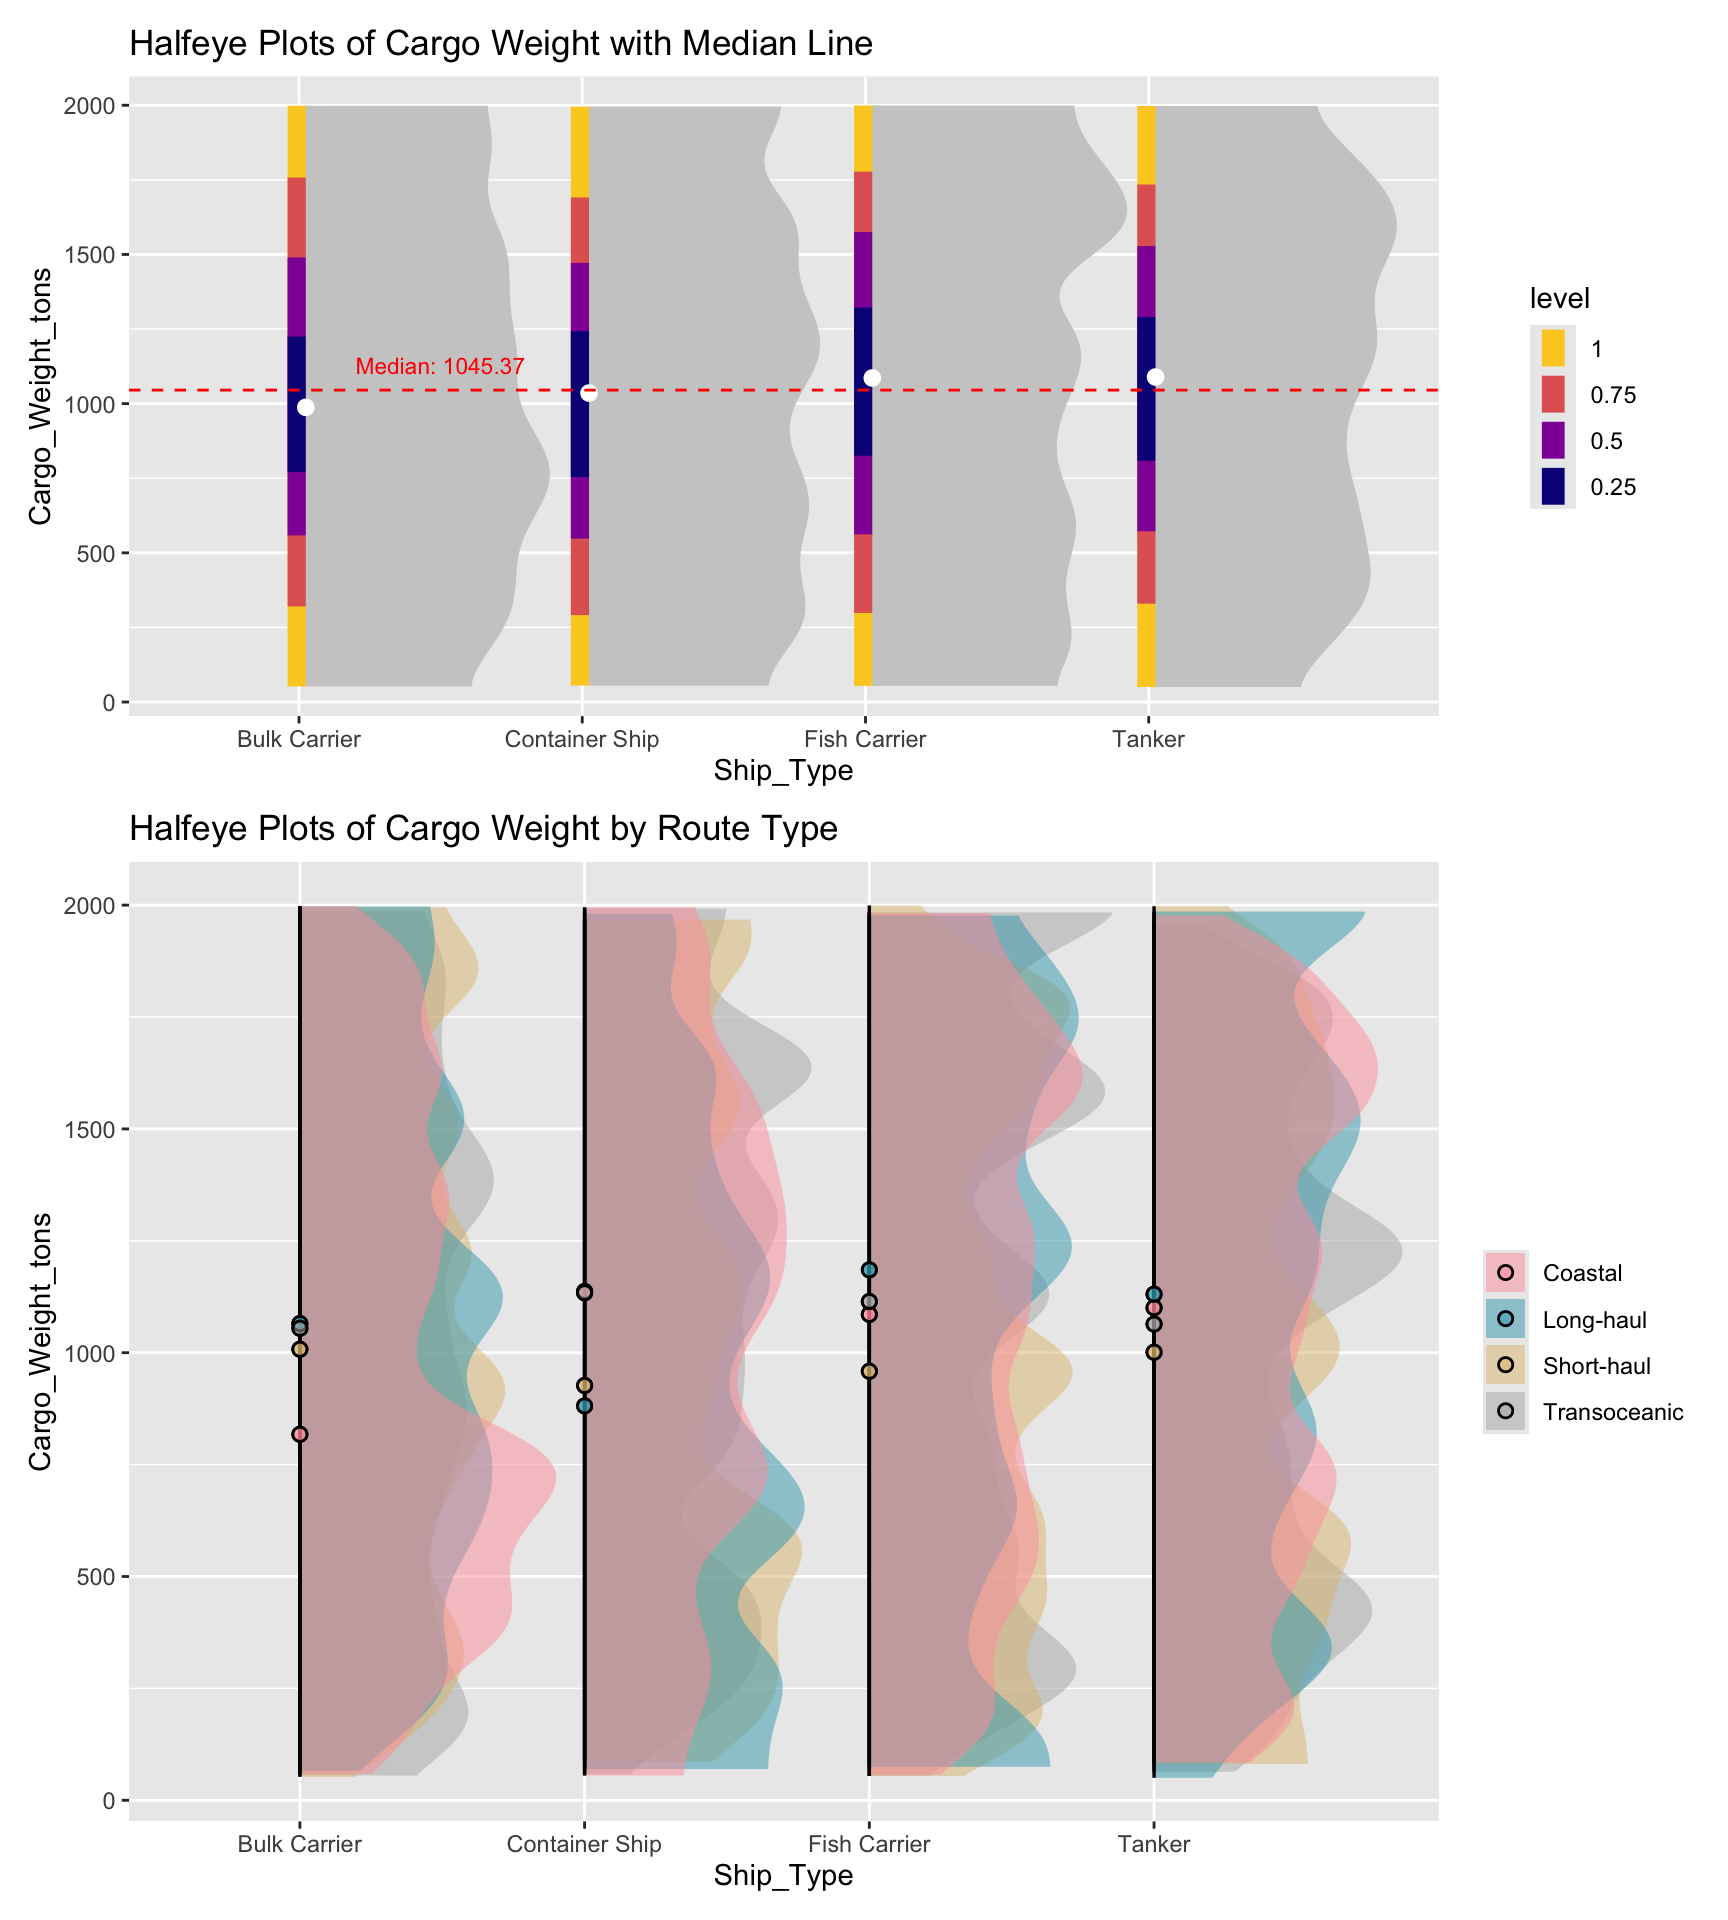 Halfeye Plots of Cargo Weight with Median Line
Cargo_Weight_tons
2000
1500
1000
500
0
Median: 1045.37
Bulk Carrier
Container Ship
Fish Carrier
Tanker
Ship_Type
level
1
0.75
0.5
0.25
Halfeye Plots of Cargo Weight by Route Type
Cargo_Weight_tons
2000
1500
1000
500
0
Bulk Carrier
Container Ship
Fish Carrier
Tanker
Ship_Type
Coastal
Long-haul
Short-haul
Transoceanic